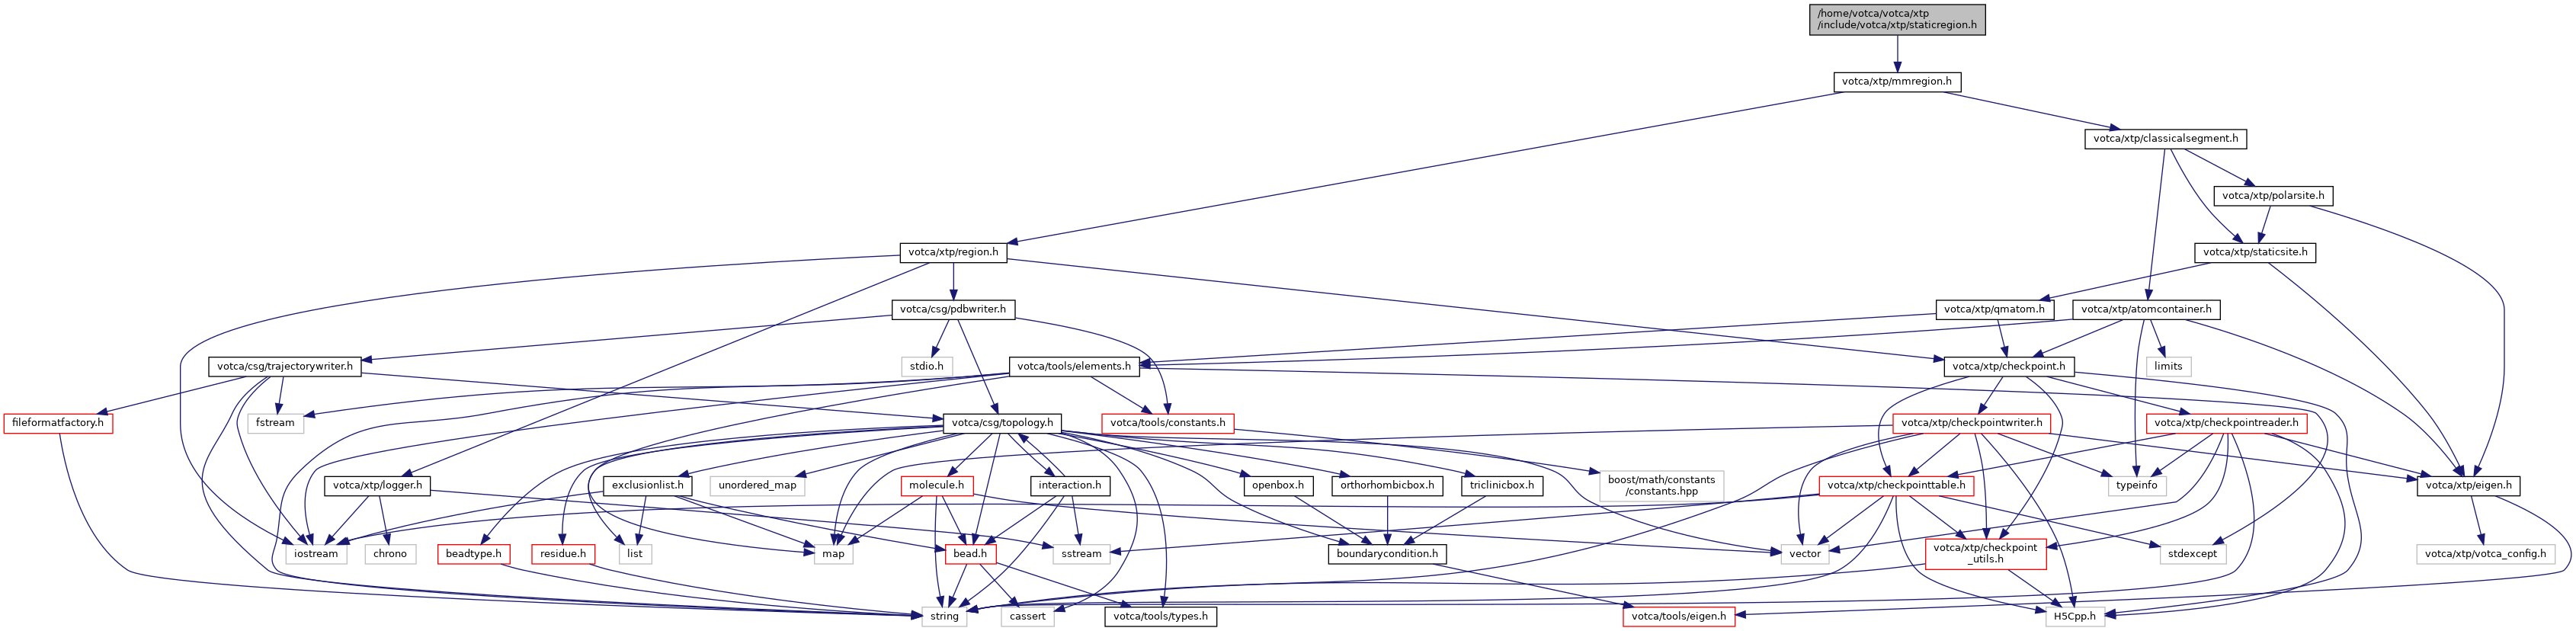 /home/votca/votca/xtp
/include/votca/xtp/staticregion.h
votca/xtp/mmregion.h
votca/xtp/classicalsegment.h
votca/xtp/polarsite.h
votca/xtp/region.h
votca/xtp/staticsite.h
votca/csg/pdbwriter.h
votca/xtp/qmatom.h
votca/xtp/atomcontainer.h
votca/csg/trajectorywriter.h
stdio.h
votca/tools/elements.h
votca/xtp/checkpoint.h
limits
fileformatfactory.h
fstream
votca/csg/topology.h
votca/tools/constants.h
votca/xtp/checkpointwriter.h
votca/xtp/checkpointreader.h
votca/xtp/logger.h
exclusionlist.h
unordered_map
molecule.h
interaction.h
openbox.h
orthorhombicbox.h
triclinicbox.h
boost/math/constants
/constants.hpp
votca/xtp/checkpointtable.h
typeinfo
votca/xtp/eigen.h
iostream
chrono
beadtype.h
residue.h
list
map
bead.h
sstream
boundarycondition.h
vector
votca/xtp/checkpoint
_utils.h
stdexcept
votca/xtp/votca_config.h
string
cassert
votca/tools/types.h
votca/tools/eigen.h
H5Cpp.h